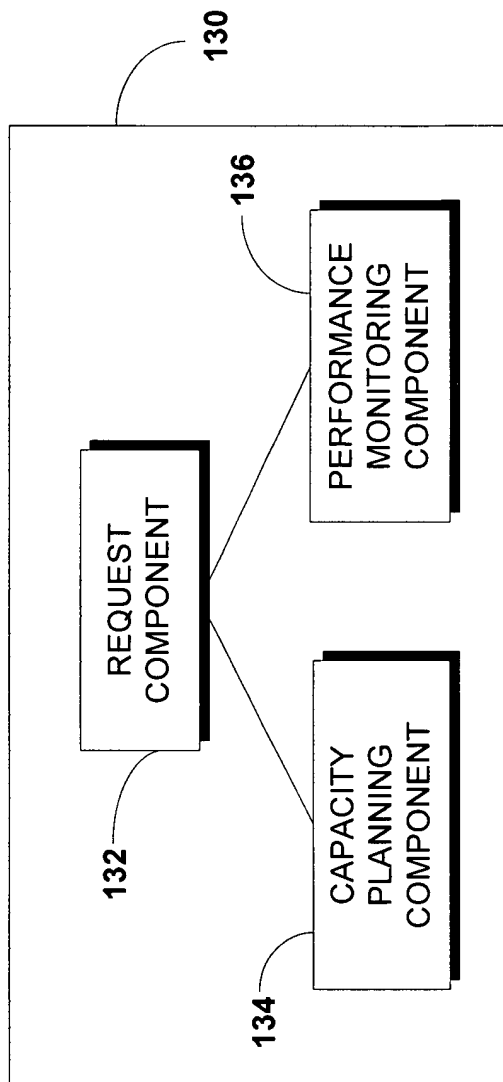 130
132
REQUEST
COMPONENT
134
CAPACITY
PLANNING
COMPONENT
136
PERFORMANCE
MONITORING
COMPONENT